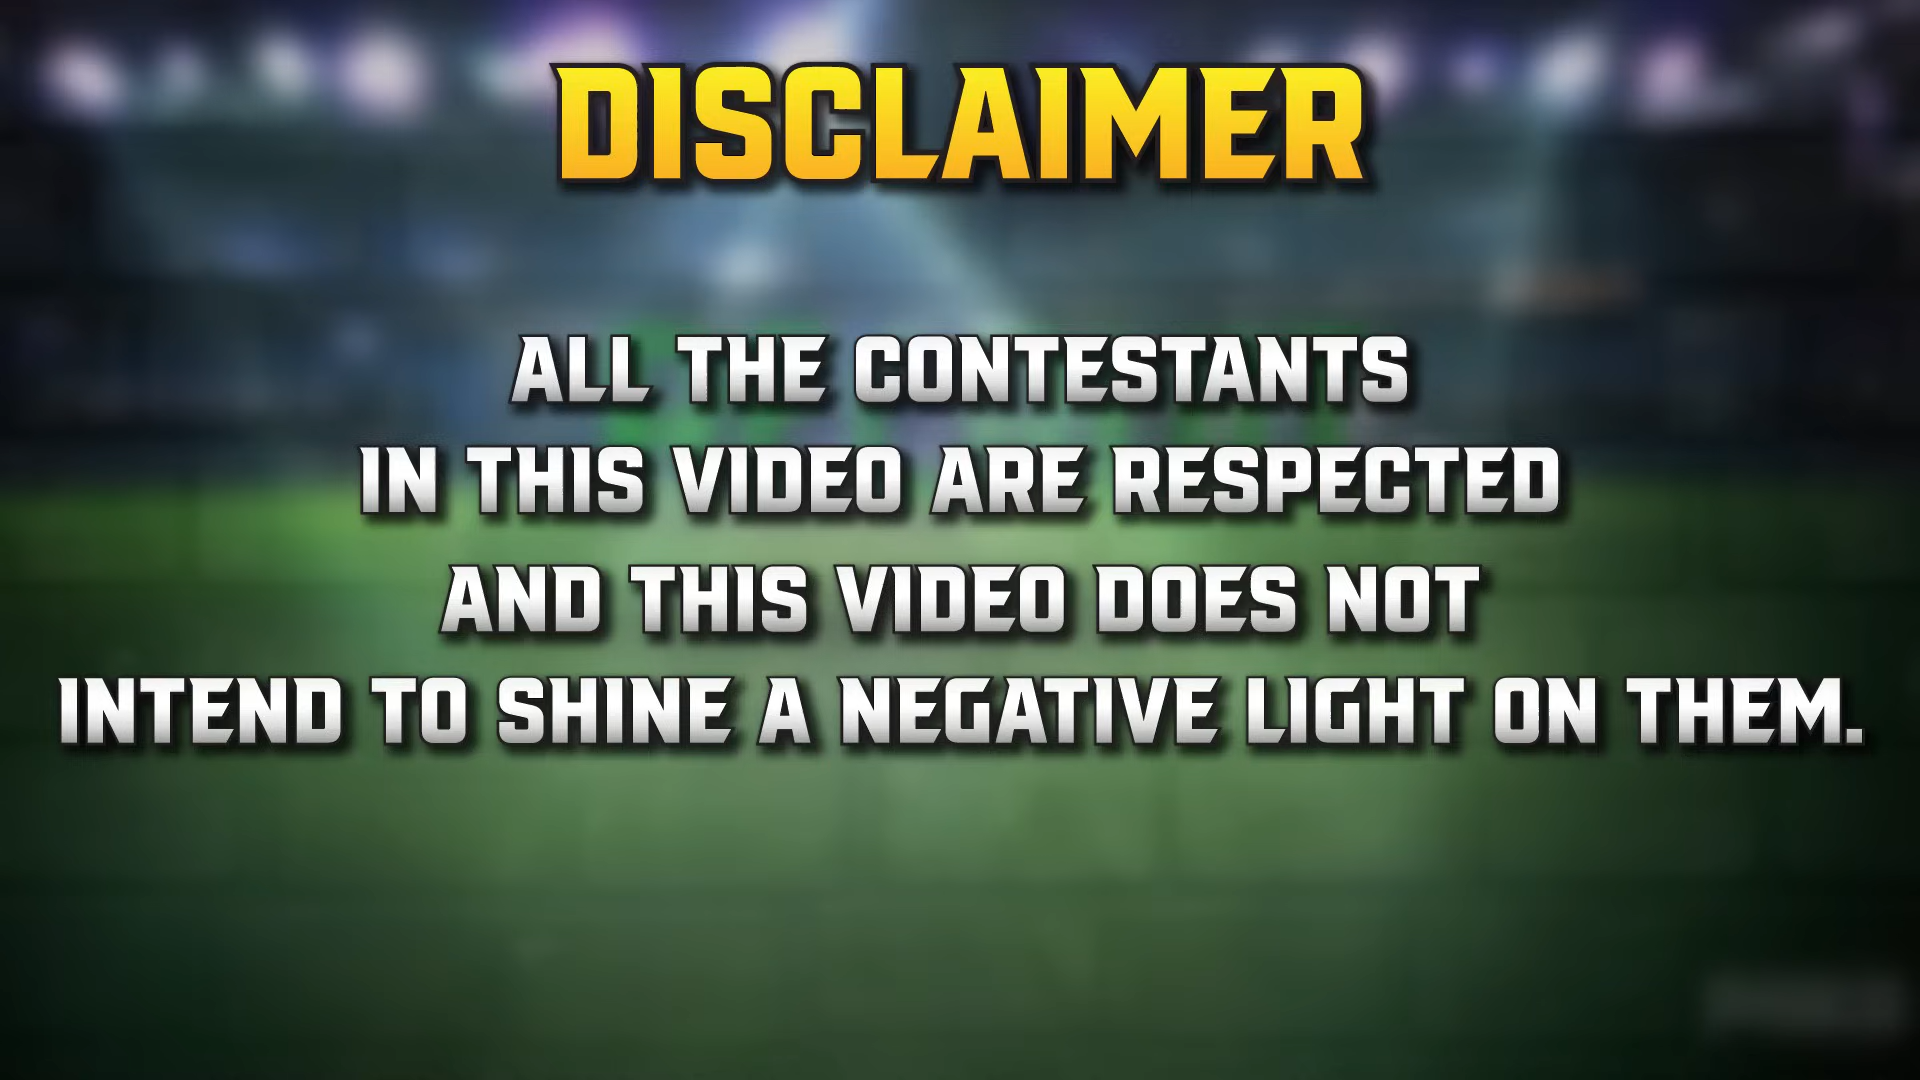 DISCLAIMER
ALL THE CONTESTANTS
IN THIS VIDEO ARE RESPECTED
AND THIS VIDEO DOES NOT
INTEND TO SHINE A NEGATIVE LIGHT ON THEM.